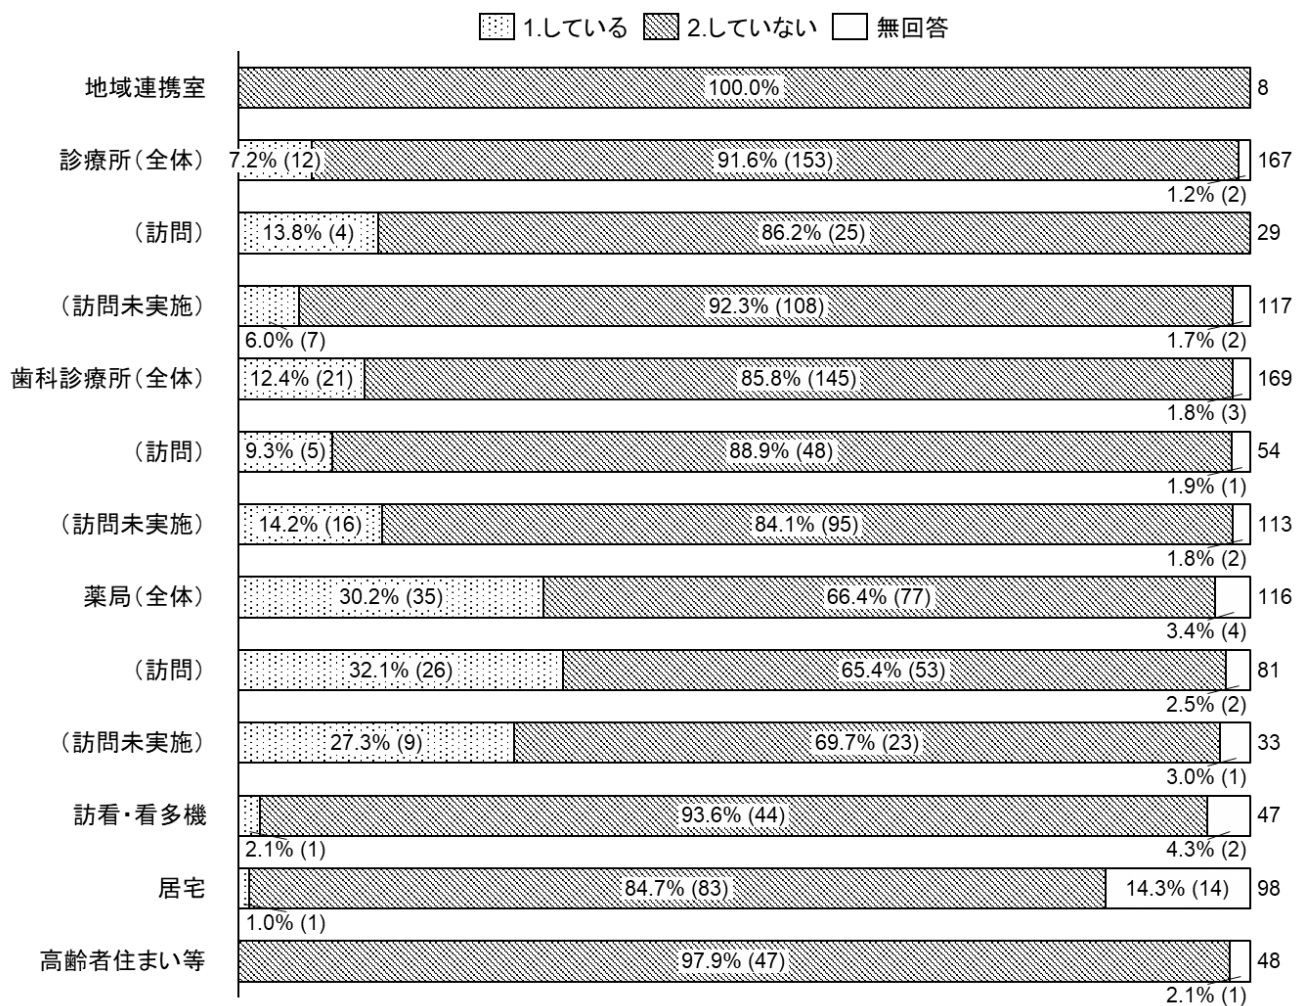 1.している 2.していない 無回答
地域連携室 100.0% 8
診療所(全体) 7.2% (12) 91.6% (153) 167
1.2% (2)
(訪問) 13.8% (4) 86.2% (25) 29
(訪問未実施) 92.3% (108) 117
6.0% (7) 1.7% (2)
歯科診療所(全体) 12.4% (21) 85.8% (145) 169
1.8% (3)
(訪問) 9.3% (5) 88.9% (48) 54
1.9% (1)
(訪問未実施) 14.2% (16) 84.1% (95) 113
1.8% (2)
薬局(全体) 30.2% (35) 66.4% (77) 116
3.4% (4)
(訪問) 32.1% (26) 65.4% (53) 81
2.5% (2)
(訪問未実施) 27.3% (9) 69.7% (23) 33
3.0% (1)
訪看・看多機 93.6% (44) 47
2.1% (1) 4.3% (2)
居宅 84.7% (83) 14.3% (14) 98
1.0% (1)
高齢者住まい等 97.9% (47) 48
2.1% (1)